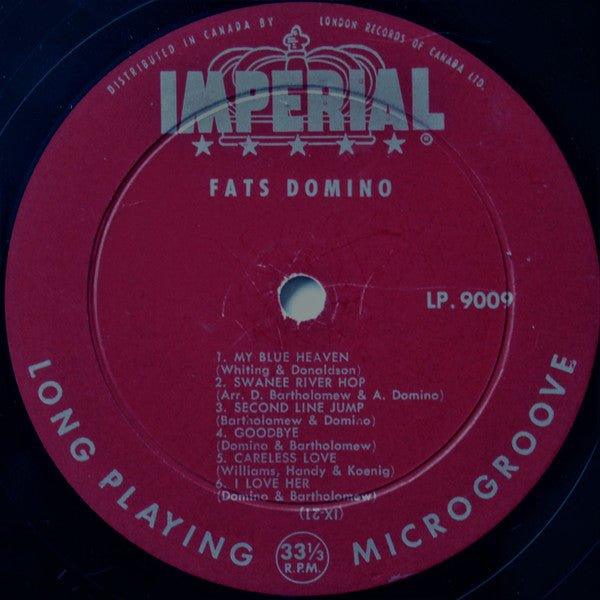 DISTRIBUTED IN CANADA BY LONDON RECORDS OF CANADA LTD.
IMPERIAL
®
FATS DOMINO
LP. 9009
1. MY BLUE HEAVEN
(Whiting & Donaldson)
2. SWANEE RIVER HOP
(Arr. D. Bartholomew & A. Domino)
3. SECOND LINE JUMP
(Bartholomew & Domino)
4. GOODBYE
(Domino & Bartholomew)
5. CARELESS LOVE
(Williams, Handy & Koenig)
6. I LOVE HER
(Domino & Bartholomew)
(IX-21)
LONG PLAYING MICROGROOVE
33⅓
R.P.M.